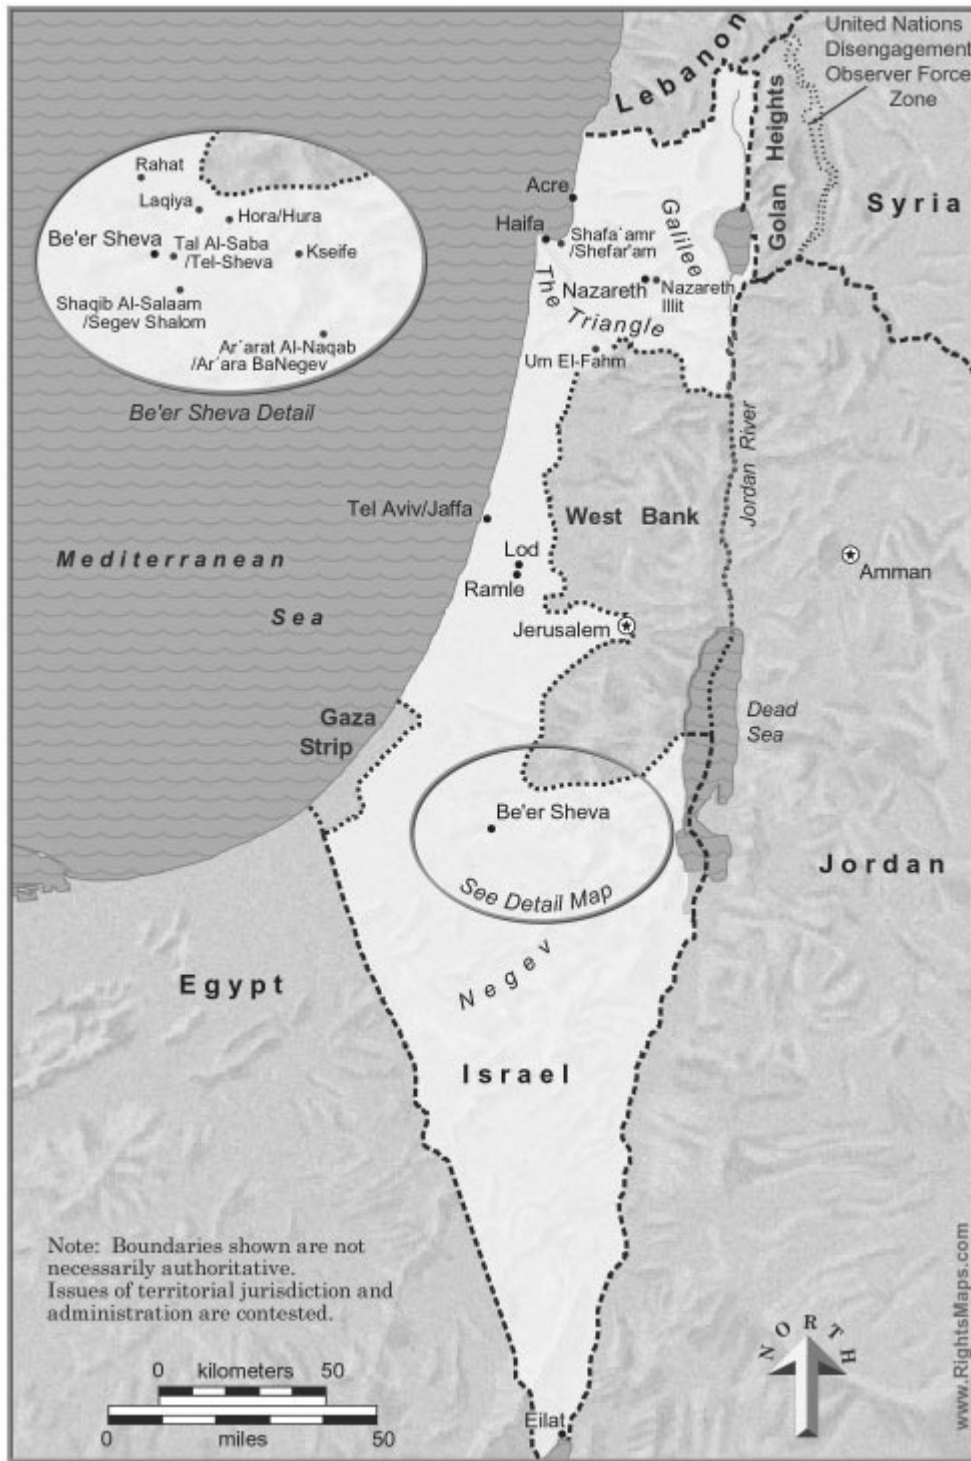 United Nations
Disengagement
Observer Force
Zone
Lebanon
Golan Heights
Syria
Rahat
Laqiya
Hora/Hura
Be'er Sheva
Tal Al-Saba
/Tel-Sheva
Kseife
Shaqib Al-Salaam
/Segev Shalom
Ar´arat Al-Naqab
/Ar´ara BaNegev
Be'er Sheva Detail
Acre
Haifa
Shafa´amr
/Shefar'am
Galilee
Nazareth
Nazareth
Illit
The Triangle
Um El-Fahm
Jordan River
Tel Aviv/Jaffa
West Bank
Mediterranean
Sea
Lod
Ramle
Amman
Jerusalem
Gaza
Strip
Dead
Sea
Be'er Sheva
See Detail Map
Jordan
Egypt
Negev
Israel
Note: Boundaries shown are not
necessarily authoritative.
Issues of territorial jurisdiction and
administration are contested.
0 kilometers 50
0 miles 50
Eilat
NORTH
www.RightsMaps.com